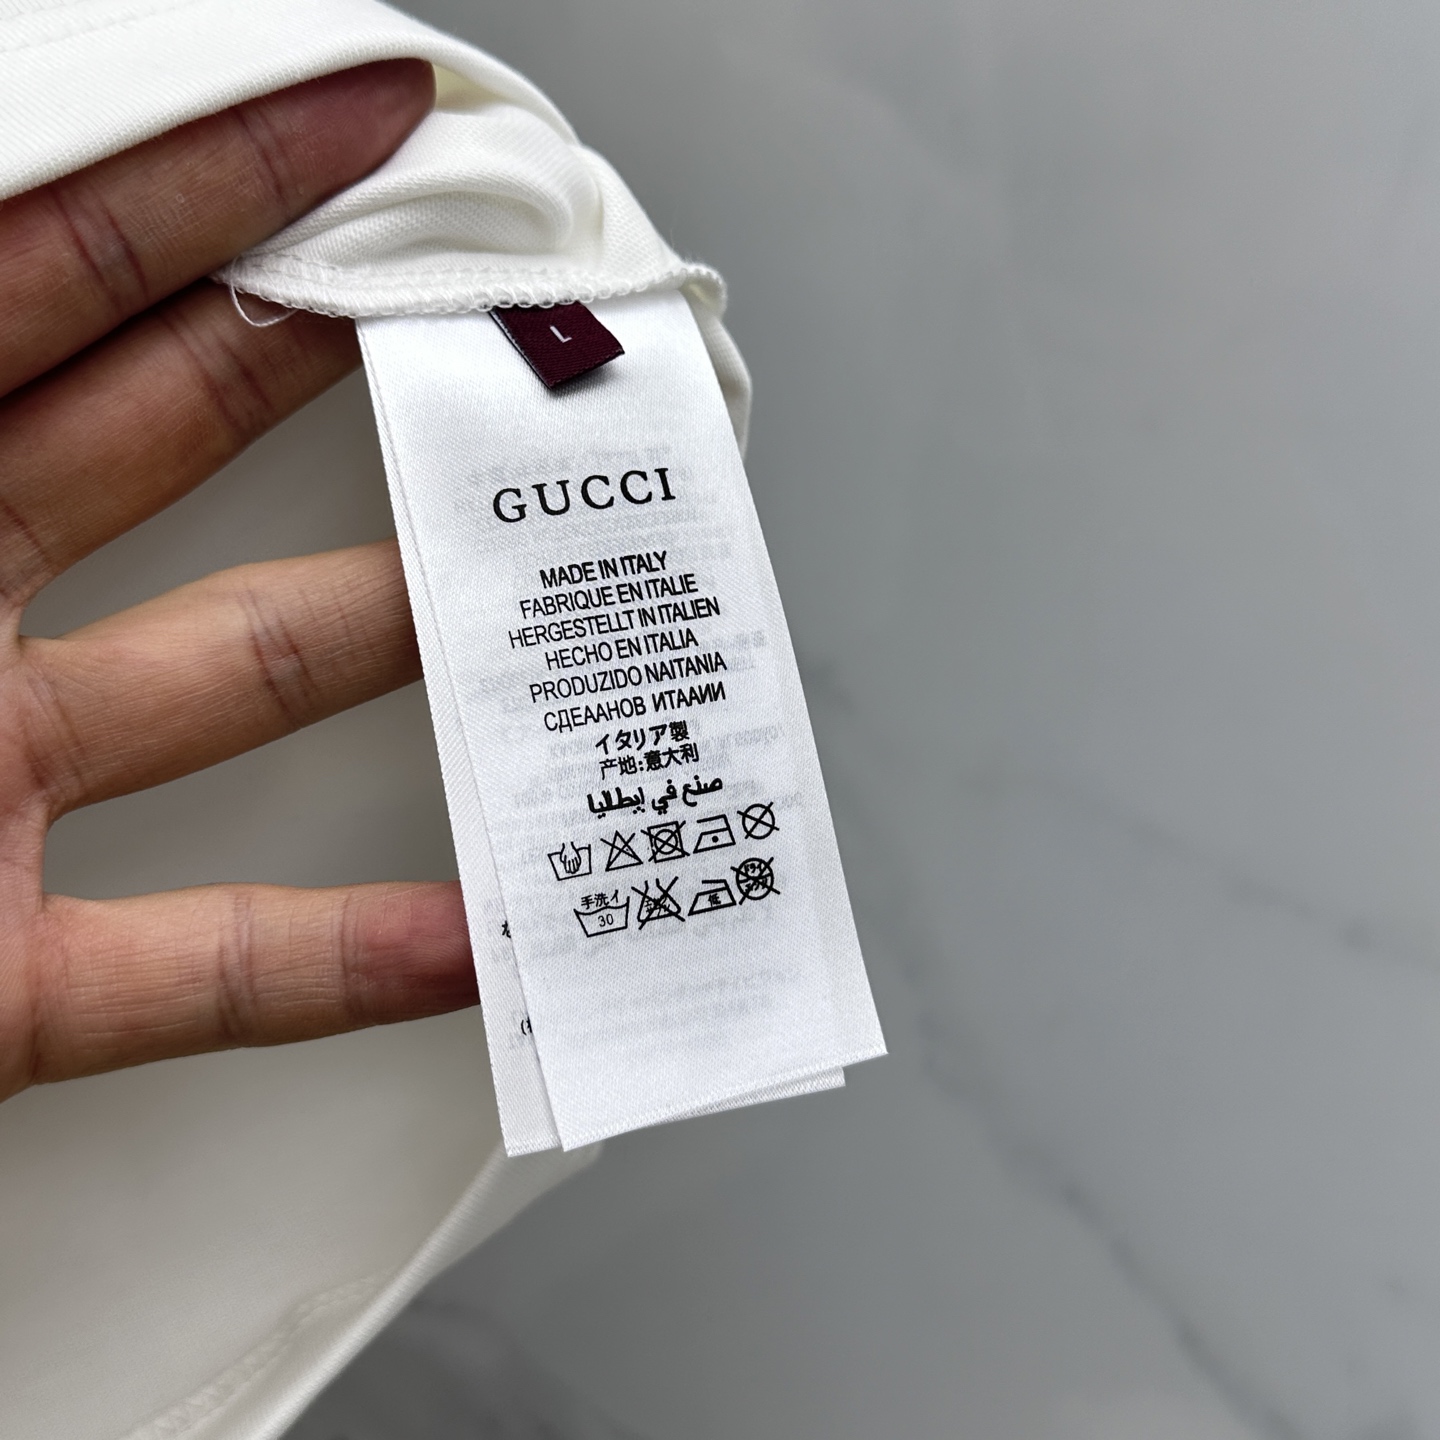 L
GUCCI
MADE IN ITALY
FABRIQUE EN ITALIE
HERGESTELLT IN ITALIEN
HECHO EN ITALIA
PRODUZIDO NAITANIA
СДЕААНОВ ИТААИИ
イタリア製
产地:意大利
صنع في إيطاليا
手洗イ
30
低